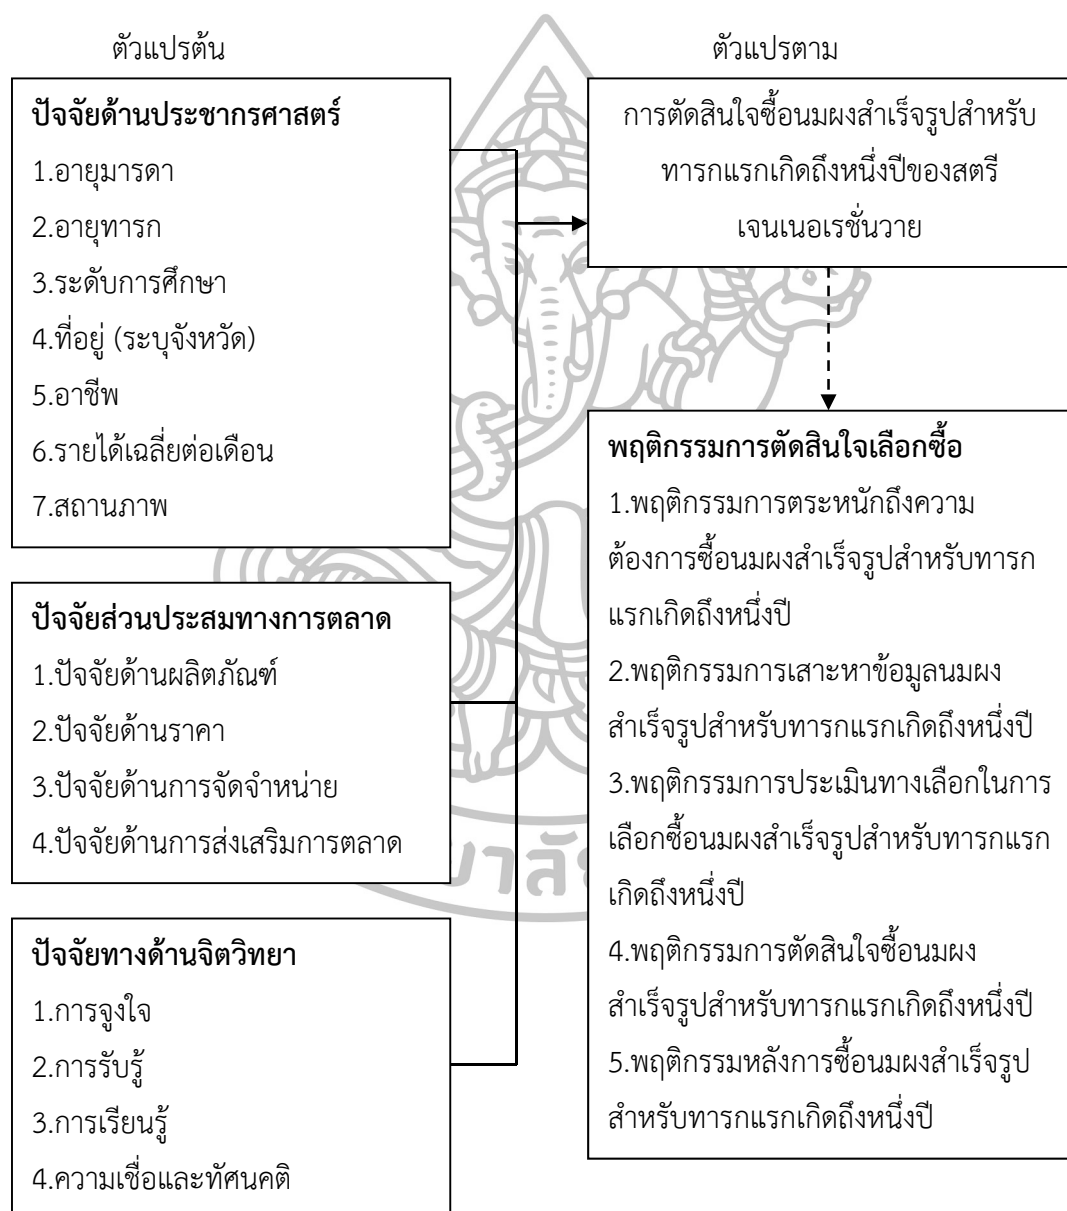 ตัวแปรต้น
ปัจจัยด้านประชากรศาสตร์
1.อายุมารดา
2.อายุทารก
3.ระดับการศึกษา
4.ที่อยู่ (ระบุจังหวัด)
5.อาชีพ
6.รายได้เฉลี่ยต่อเดือน
7.สถานภาพ
ปัจจัยส่วนประสมทางการตลาด
1.ปัจจัยด้านผลิตภัณฑ์
2.ปัจจัยด้านราคา
3.ปัจจัยด้านการจัดจำหน่าย
4.ปัจจัยด้านการส่งเสริมการตลาด
ปัจจัยทางด้านจิตวิทยา
1.การจูงใจ
2.การรับรู้
3.การเรียนรู้
4.ความเชื่อและทัศนคติ
ตัวแปรตาม
การตัดสินใจซื้อนมผงสำเร็จรูปสำหรับ
ทารกแรกเกิดถึงหนึ่งปีของสตรี
เจนเนอเรชั่นวาย
พฤติกรรมการตัดสินใจเลือกซื้อ
1.พฤติกรรมการตระหนักถึงความ
ต้องการซื้อนมผงสำเร็จรูปสำหรับทารก
แรกเกิดถึงหนึ่งปี
2.พฤติกรรมการเสาะหาข้อมูลนมผง
สำเร็จรูปสำหรับทารกแรกเกิดถึงหนึ่งปี
3.พฤติกรรมการประเมินทางเลือกในการ
เลือกซื้อนมผงสำเร็จรูปสำหรับทารกแรก
เกิดถึงหนึ่งปี
4.พฤติกรรมการตัดสินใจซื้อนมผง
สำเร็จรูปสำหรับทารกแรกเกิดถึงหนึ่งปี
5.พฤติกรรมหลังการซื้อนมผงสำเร็จรูป
สำหรับทารกแรกเกิดถึงหนึ่งปี